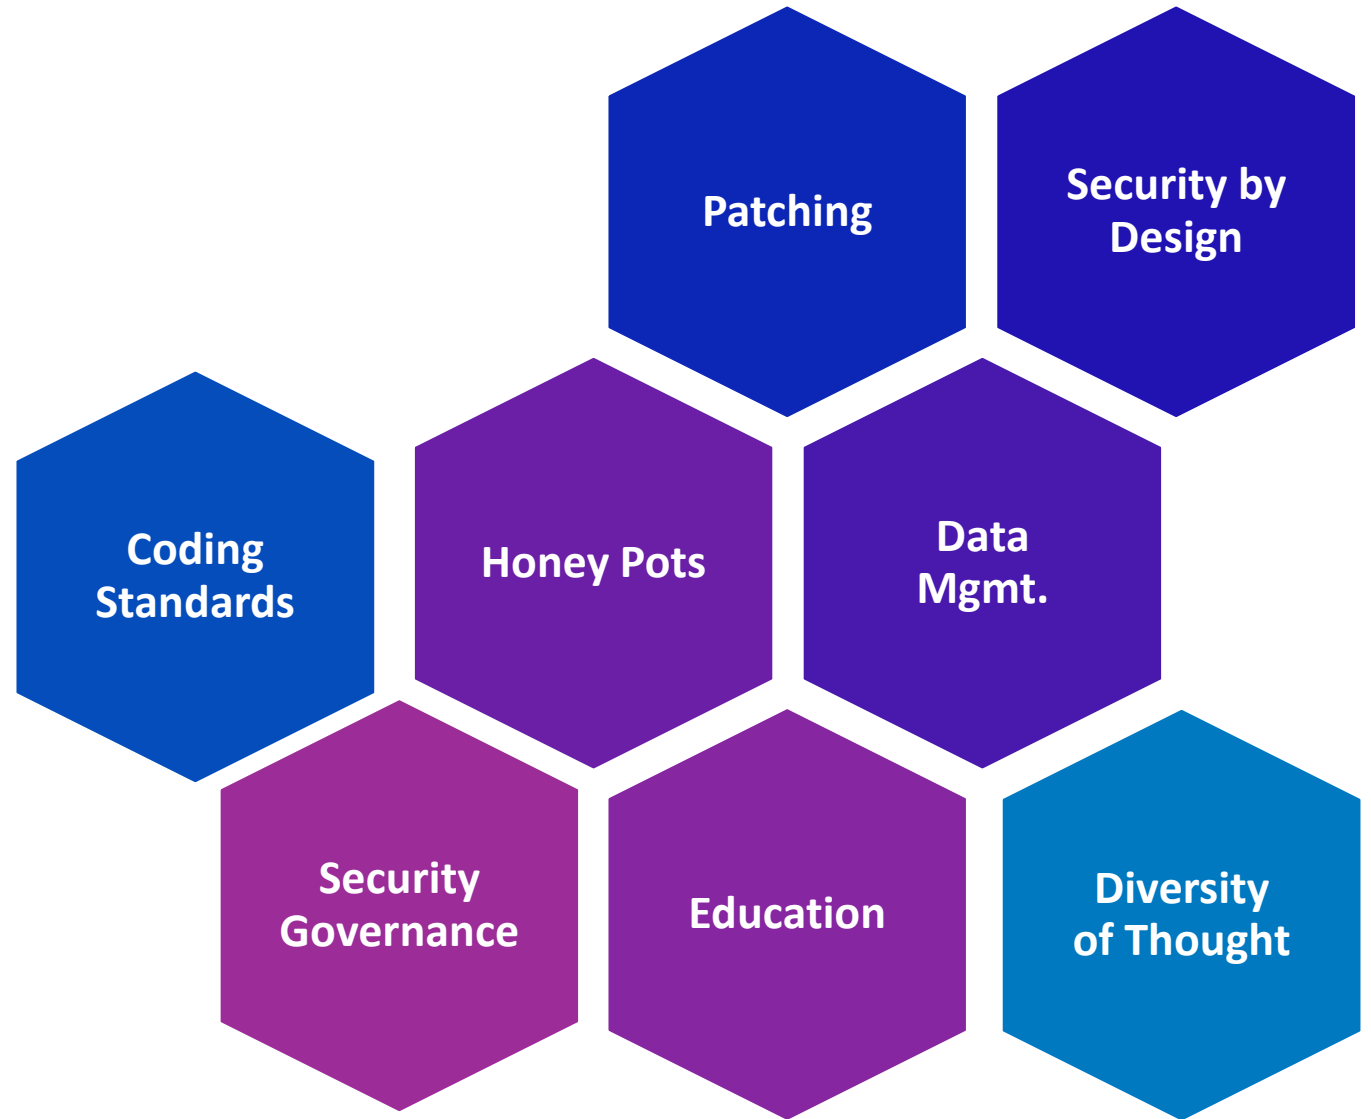 Patching
Security by
Design
Coding
Standards
Honey Pots
Data
Mgmt.
Security
Governance
Education
Diversity
of Thought